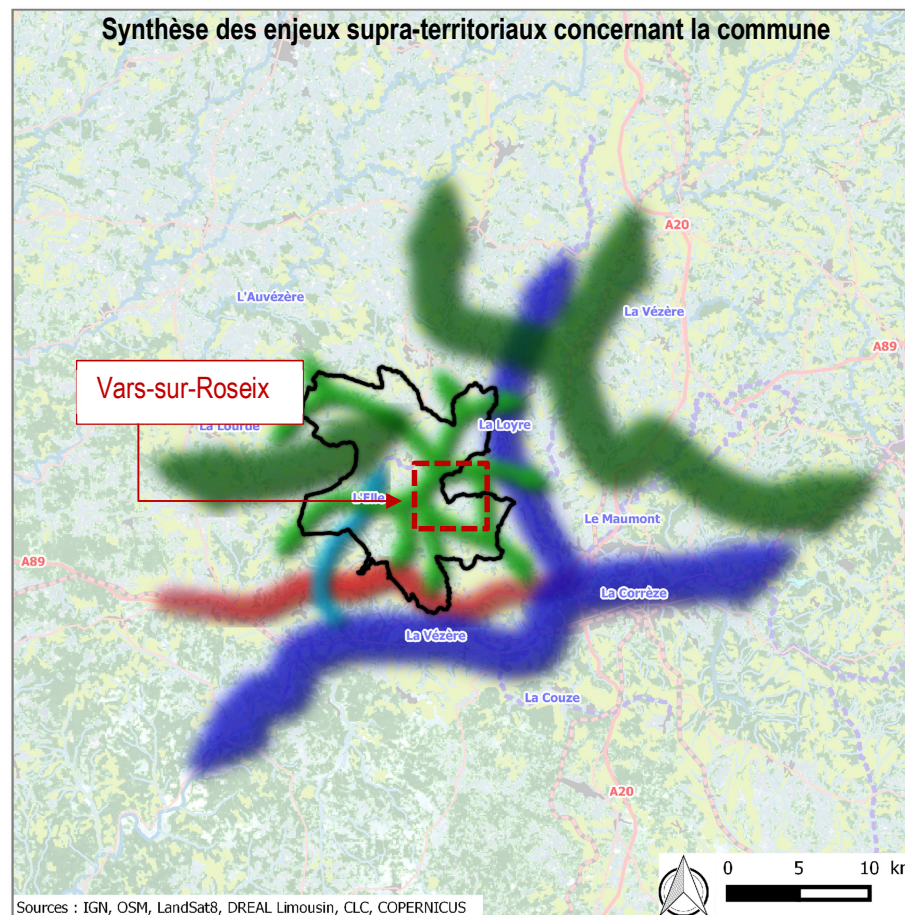 Synthèse des enjeux supra-territoriaux concernant la commune
A20
L'Auvézère
La Vézère
A89
Vars-sur-Roseix
La Lourde
La Loyre
L'Elle
Le Maumont
A89
La Corrèze
La Vézère
La Couze
A20
0 5 10 km
Sources : IGN, OSM, LandSat8, DREAL Limousin, CLC, COPERNICUS